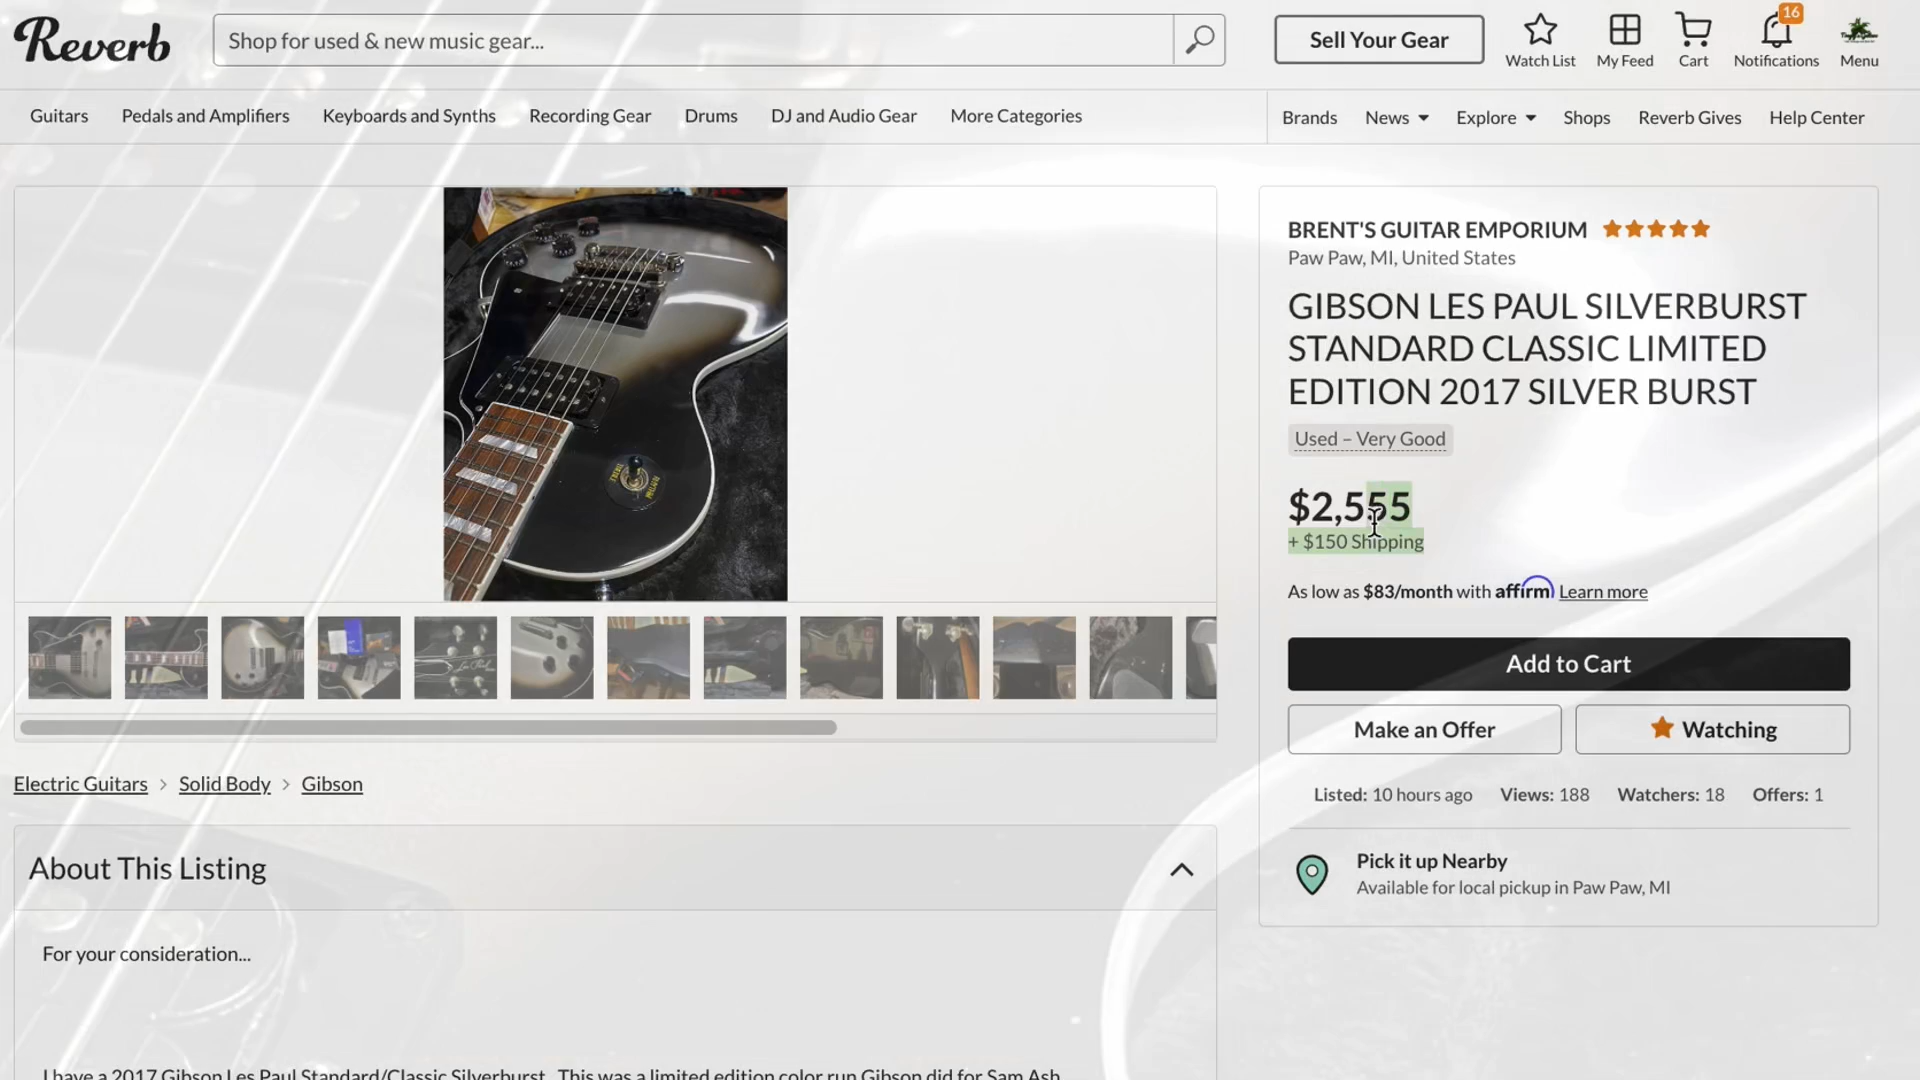 Reverb
Shop for used & new music gear...
Sell Your Gear
Watch List
My Feed
Cart
16
Notifications
Menu
Guitars
Pedals and Amplifiers
Keyboards and Synths
Recording Gear
Drums
DJ and Audio Gear
More Categories
Brands
News
Explore
Shops
Reverb Gives
Help Center
BRENT'S GUITAR EMPORIUM
Paw Paw, MI, United States
GIBSON LES PAUL SILVERBURST
STANDARD CLASSIC LIMITED
EDITION 2017 SILVER BURST
Used – Very Good
$2,555
+ $150 Shipping
As low as $83/month with affirm Learn more
Add to Cart
Make an Offer
Watching
Listed: 10 hours ago
Views: 188
Watchers: 18
Offers: 1
Pick it up Nearby
Available for local pickup in Paw Paw, MI
Electric Guitars > Solid Body > Gibson
About This Listing
For your consideration...
I have a 2017 Gibson Les Paul Standard/Classic Silverburst. This was a limited edition color run Gibson did for Sam Ash